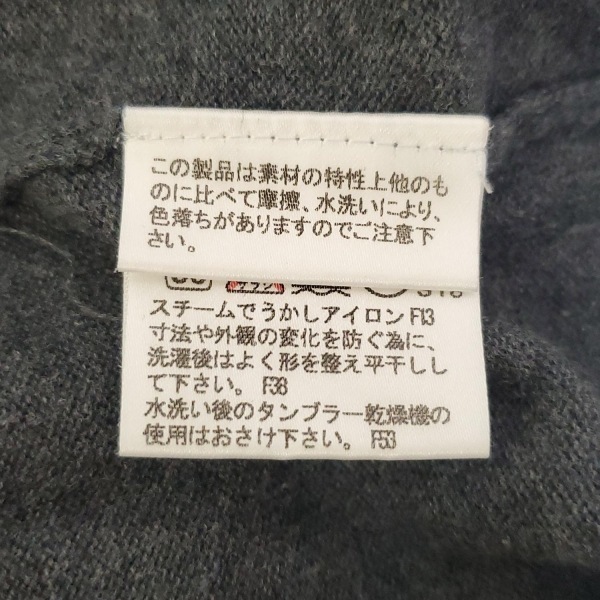 この製品は素材の特性上他のも
のに比べて摩擦、水洗いにより、
色落ちがありますのでご注意下
さい。
スチームでうかしアイロン F13
寸法や外観の変化を防ぐ為に、
洗濯後はよく形を整え平干しし
て下さい。 F36
水洗い後のタンブラー乾燥機の
使用はおさけ下さい。 F53